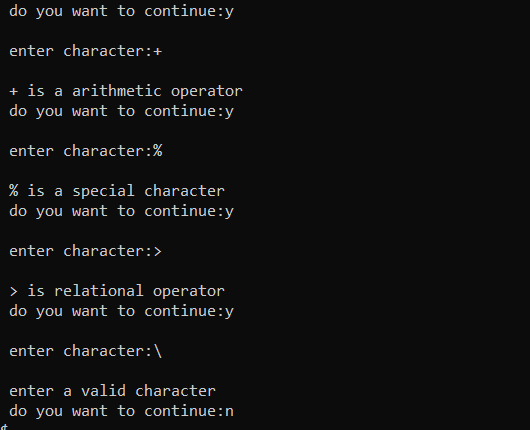 do you want to continue:y
enter character:+
+ is a arithmetic operator
do you want to continue:y
enter character:%
% is a special character
do you want to continue:y
enter character:>
> is relational operator
do you want to continue:y
enter character:\
enter a valid character
do you want to continue:n